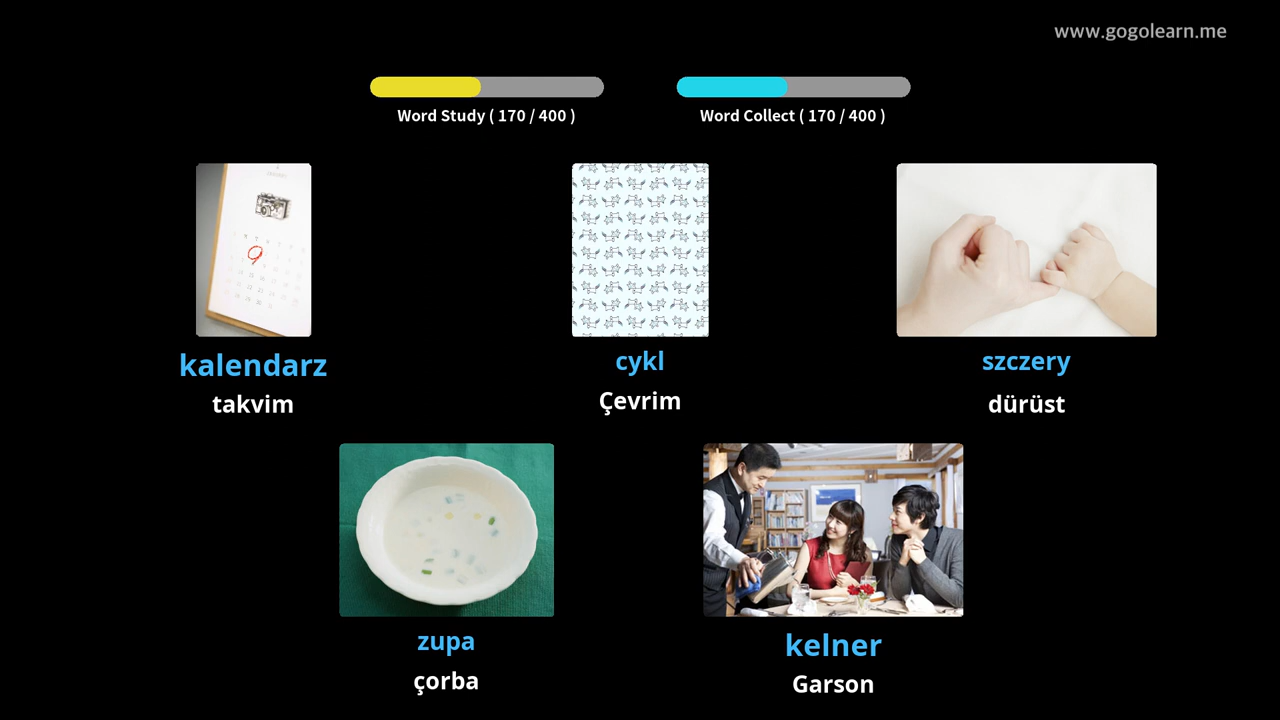 www.gogolearn.me
Word Study ( 170 / 400 )
Word Collect ( 170 / 400 )
kalendarz
takvim
cykl
Çevrim
szczery
dürüst
zupa
çorba
kelner
Garson